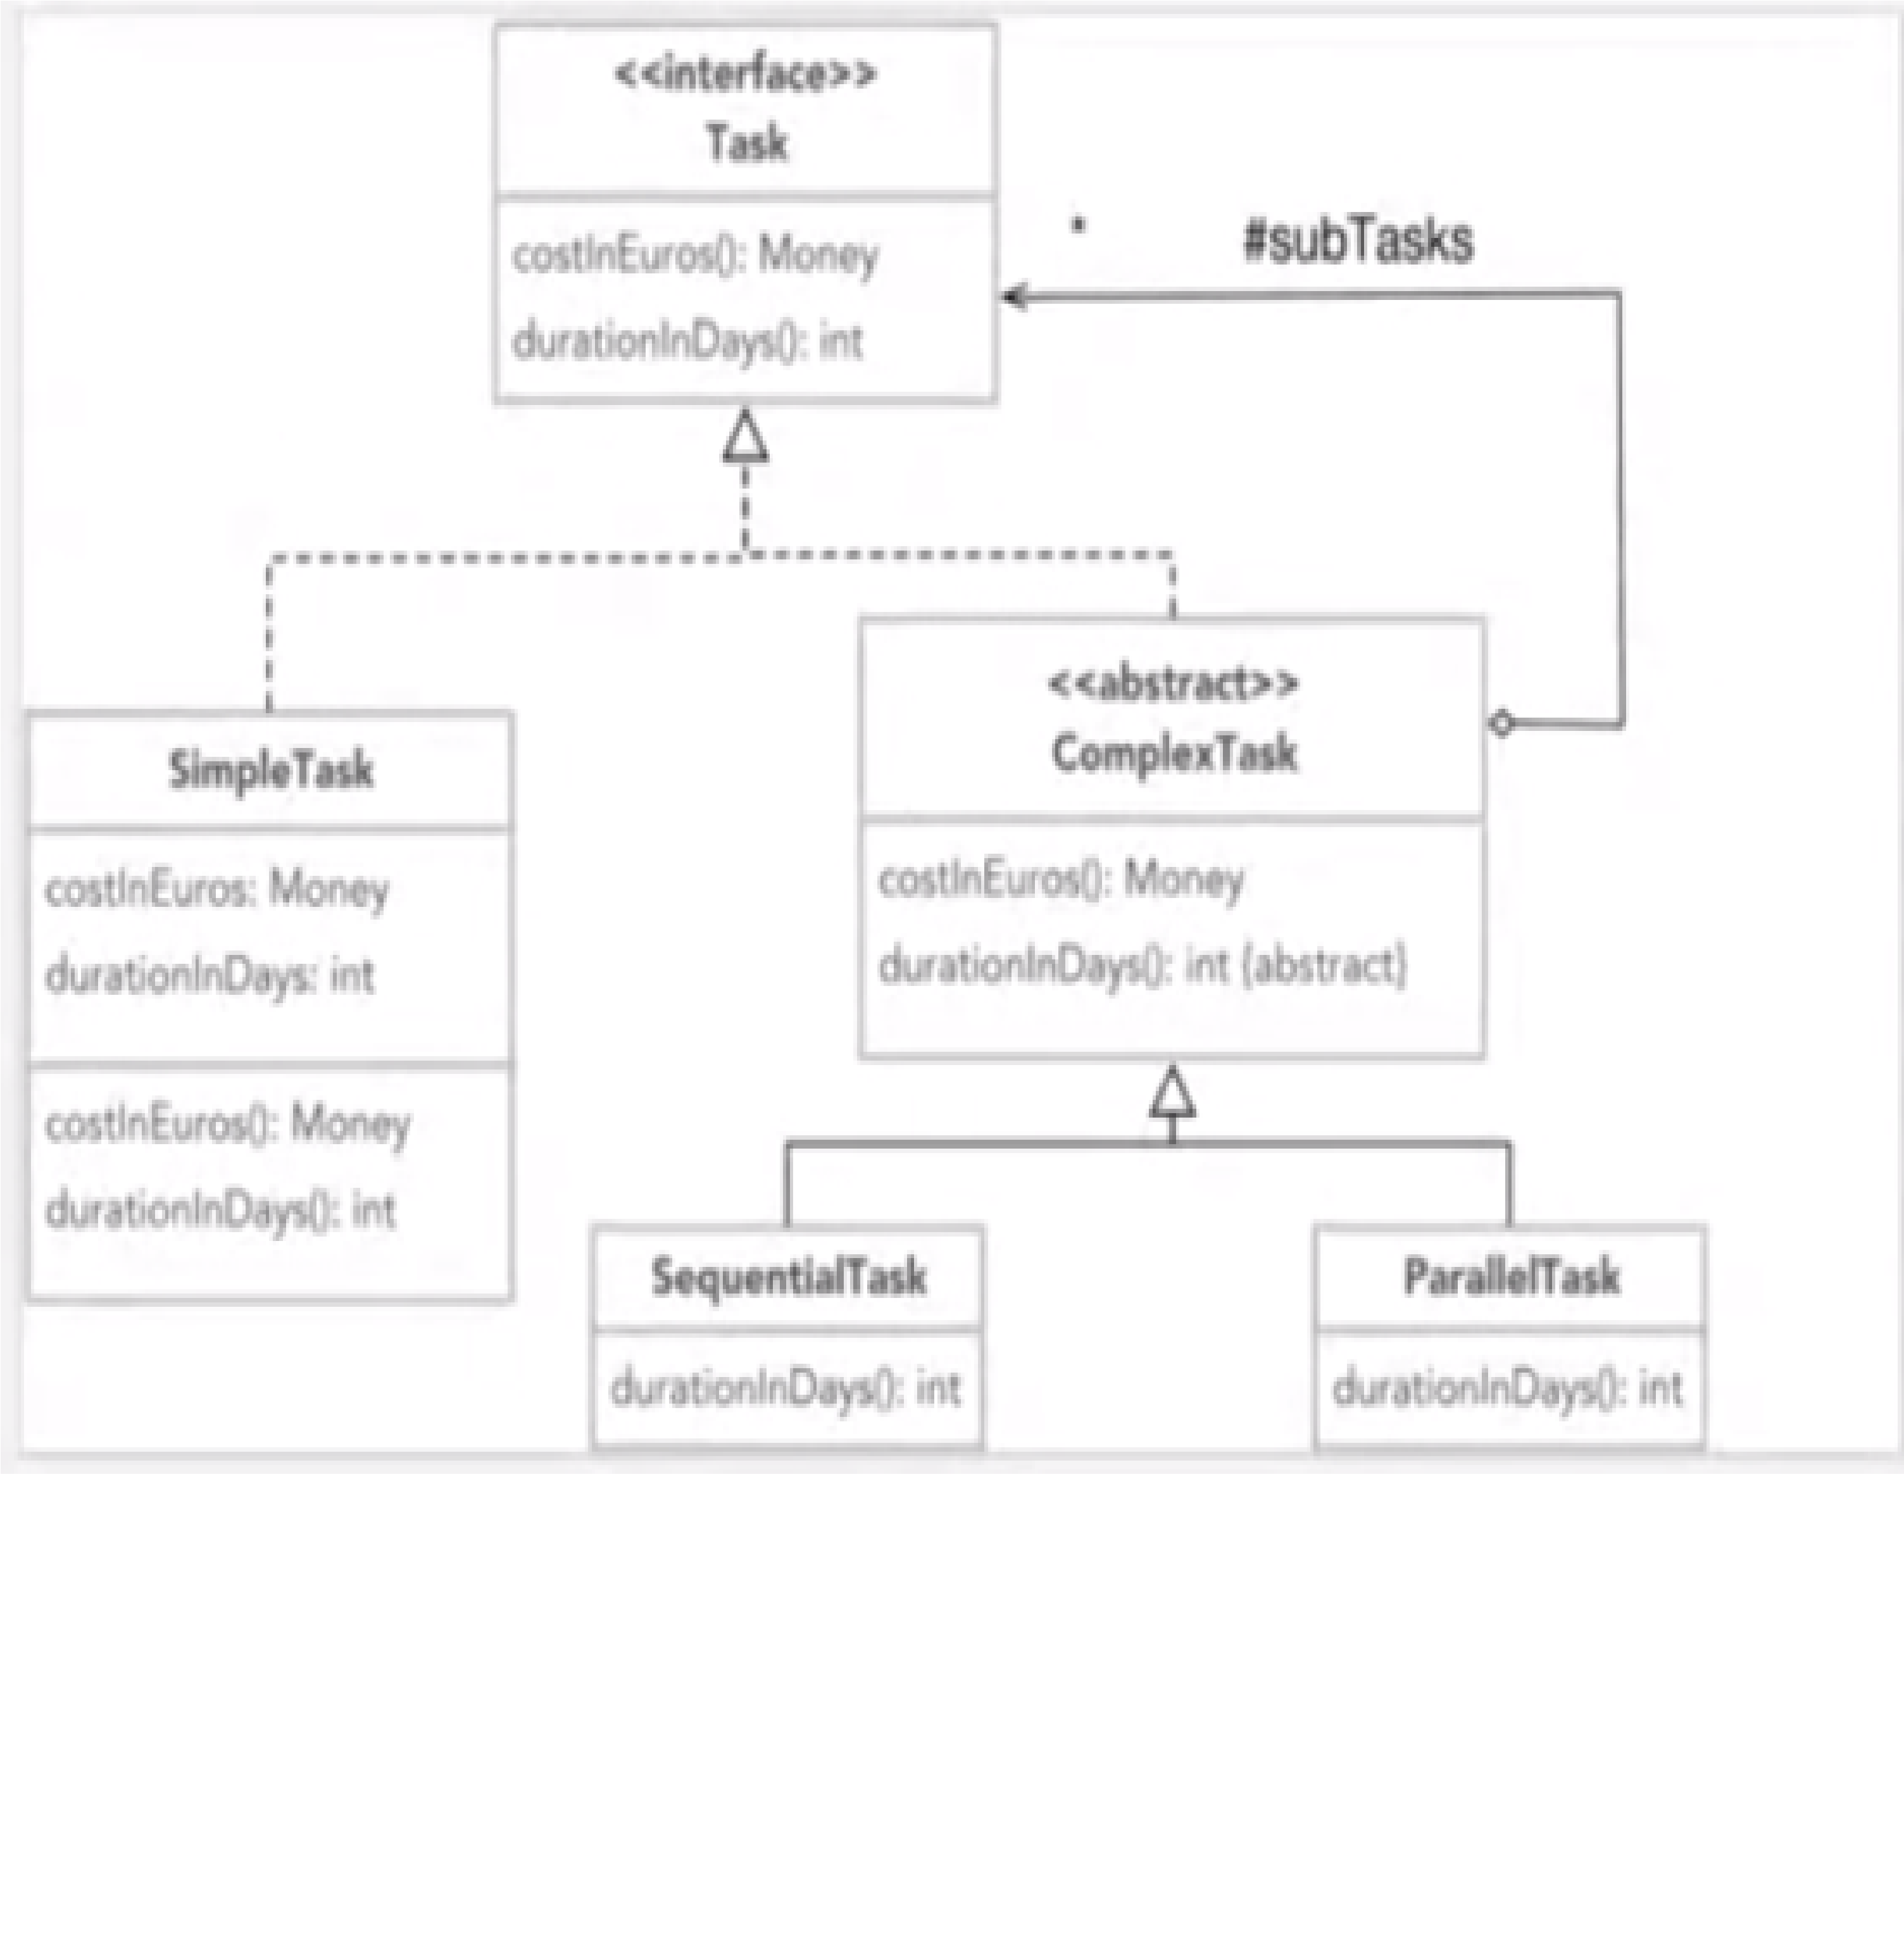 <<interface>>
Task
costInEuros(): Money
durationInDays(): int
* #subTasks
<<abstract>>
ComplexTask
costInEuros(): Money
durationInDays(): int {abstract}
SimpleTask
costInEuros: Money
durationInDays: int
costInEuros(): Money
durationInDays(): int
SequentialTask
durationInDays(): int
ParallelTask
durationInDays(): int